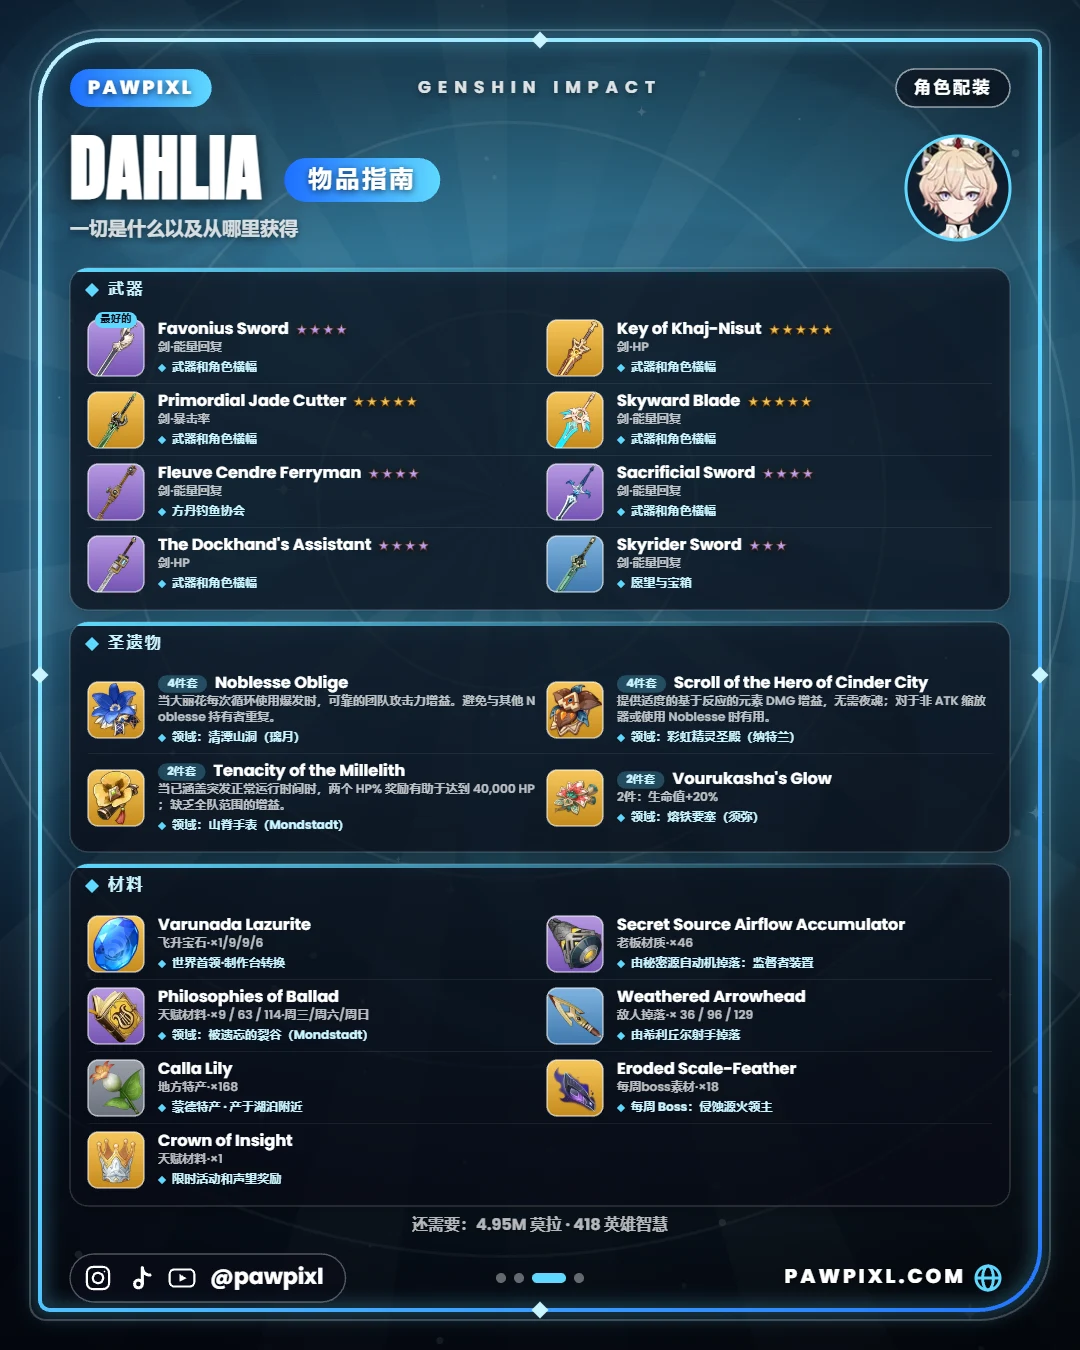 PAWPIXL
GENSHIN IMPACT
角色配装
DAHLIA
物品指南
一切是什么以及从哪里获得
武器
最好的
Favonius Sword
剑·能量回复
武器和角色横幅
Key of Khaj-Nisut
剑·HP
武器和角色横幅
Primordial Jade Cutter
剑·暴击率
武器和角色横幅
Skyward Blade
剑·能量回复
武器和角色横幅
Fleuve Cendre Ferryman
剑·能量回复
方丹钓鱼协会
Sacrificial Sword
剑·能量回复
武器和角色横幅
The Dockhand's Assistant
剑·HP
武器和角色横幅
Skyrider Sword
剑·能量回复
愿里与宝箱
圣遗物
4件套 Noblesse Oblige
当大丽花每次循环使用爆发时，可靠的团队攻击力增益。避免与其他 N
oblesse 持有者重复。
领域：清潭山洞（璃月）
4件套 Scroll of the Hero of Cinder City
提供适度的基于反应的元素 DMG 增益，无需夜魂；对于非 ATK 缩放
器或使用 Noblesse 时有用。
领域：彩虹精灵圣殿（纳特兰）
2件套 Tenacity of the Millelith
当已涵盖突发正常运行时间时，两个 HP% 奖励有助于达到 40,000 HP
；缺乏全队范围的增益。
领域：山脊手表（Mondstadt）
2件套 Vourukasha's Glow
2件：生命值+20%
领域：熔铁要塞（须弥）
材料
Varunada Lazurite
飞升宝石·×1/9/9/6
世界首领·制作台转换
Secret Source Airflow Accumulator
老板材质·×46
由秘密源自动机掉落：监督者装置
Philosophies of Ballad
天赋材料·×9 / 63 / 114·周三/周六/周日
领域：被遗忘的裂谷（Mondstadt）
Weathered Arrowhead
敌人掉落·× 36 / 96 / 129
由希利丘尔射手掉落
Calla Lily
地方特产·×168
蒙德特产 · 产于湖泊附近
Eroded Scale-Feather
每周boss素材·×18
每周 Boss：侵蚀源火领主
Crown of Insight
天赋材料·×1
限时活动和声望奖励
还需要：4.95M 莫拉 · 418 英雄智慧
@pawpixl
PAWPIXL.COM